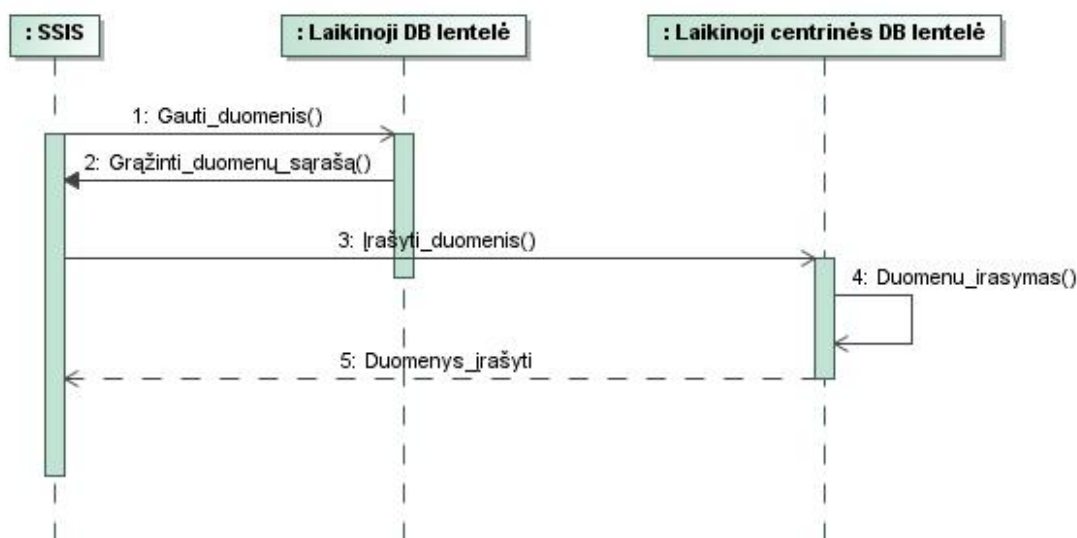 : SSIS
: Laikinoji DB lentelė
: Laikinoji centrinės DB lentelė
1: Gauti_duomenis()
2: Grąžinti_duomenų_sąrašą()
3: Įrašyti_duomenis()
4: Duomenu_irasymas()
5: Duomenys_įrašyti